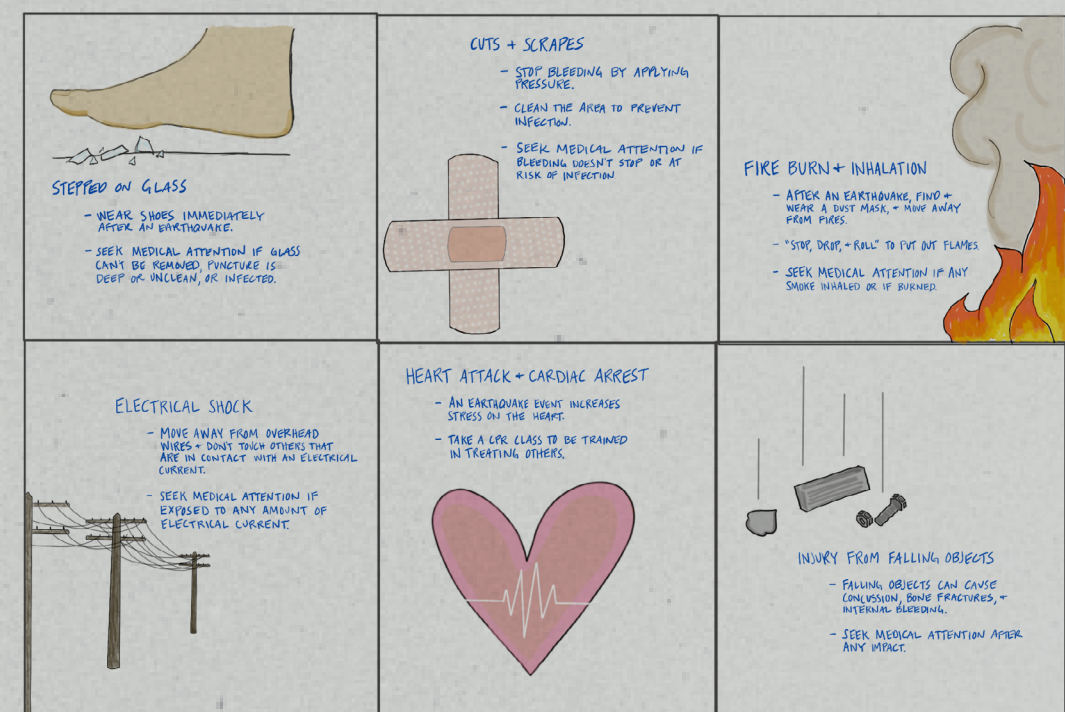 STEPPED ON GLASS
- WEAR SHOES IMMEDIATELY
AFTER AN EARTHQUAKE.
- SEEK MEDICAL ATTENTION IF GLASS
CAN'T BE REMOVED, PUNCTURE IS
DEEP OR UNCLEAN, OR INFECTED.
CUTS + SCRAPES
- STOP BLEEDING BY APPLYING
PRESSURE.
- CLEAN THE AREA TO PREVENT
INFECTION.
- SEEK MEDICAL ATTENTION IF
BLEEDING DOESN'T STOP OR AT
RISK OF INFECTION
FIRE BURN + INHALATION
- AFTER AN EARTHQUAKE, FIND +
WEAR A DUST MASK, + MOVE AWAY
FROM FIRES.
- "STOP, DROP, + ROLL" TO PUT OUT FLAMES.
- SEEK MEDICAL ATTENTION IF ANY
SMOKE INHALED OR IF BURNED.
ELECTRICAL SHOCK
- MOVE AWAY FROM OVERHEAD
WIRES + DON'T TOUCH OTHERS THAT
ARE IN CONTACT WITH AN ELECTRICAL
CURRENT.
- SEEK MEDICAL ATTENTION IF
EXPOSED TO ANY AMOUNT OF
ELECTRICAL CURRENT.
HEART ATTACK + CARDIAC ARREST
- AN EARTHQUAKE EVENT INCREASES
STRESS ON THE HEART.
- TAKE A CPR CLASS TO BE TRAINED
IN TREATING OTHERS.
INJURY FROM FALLING OBJECTS
- FALLING OBJECTS CAN CAUSE
CONCUSSION, BONE FRACTURES, +
INTERNAL BLEEDING.
- SEEK MEDICAL ATTENTION AFTER
ANY IMPACT.